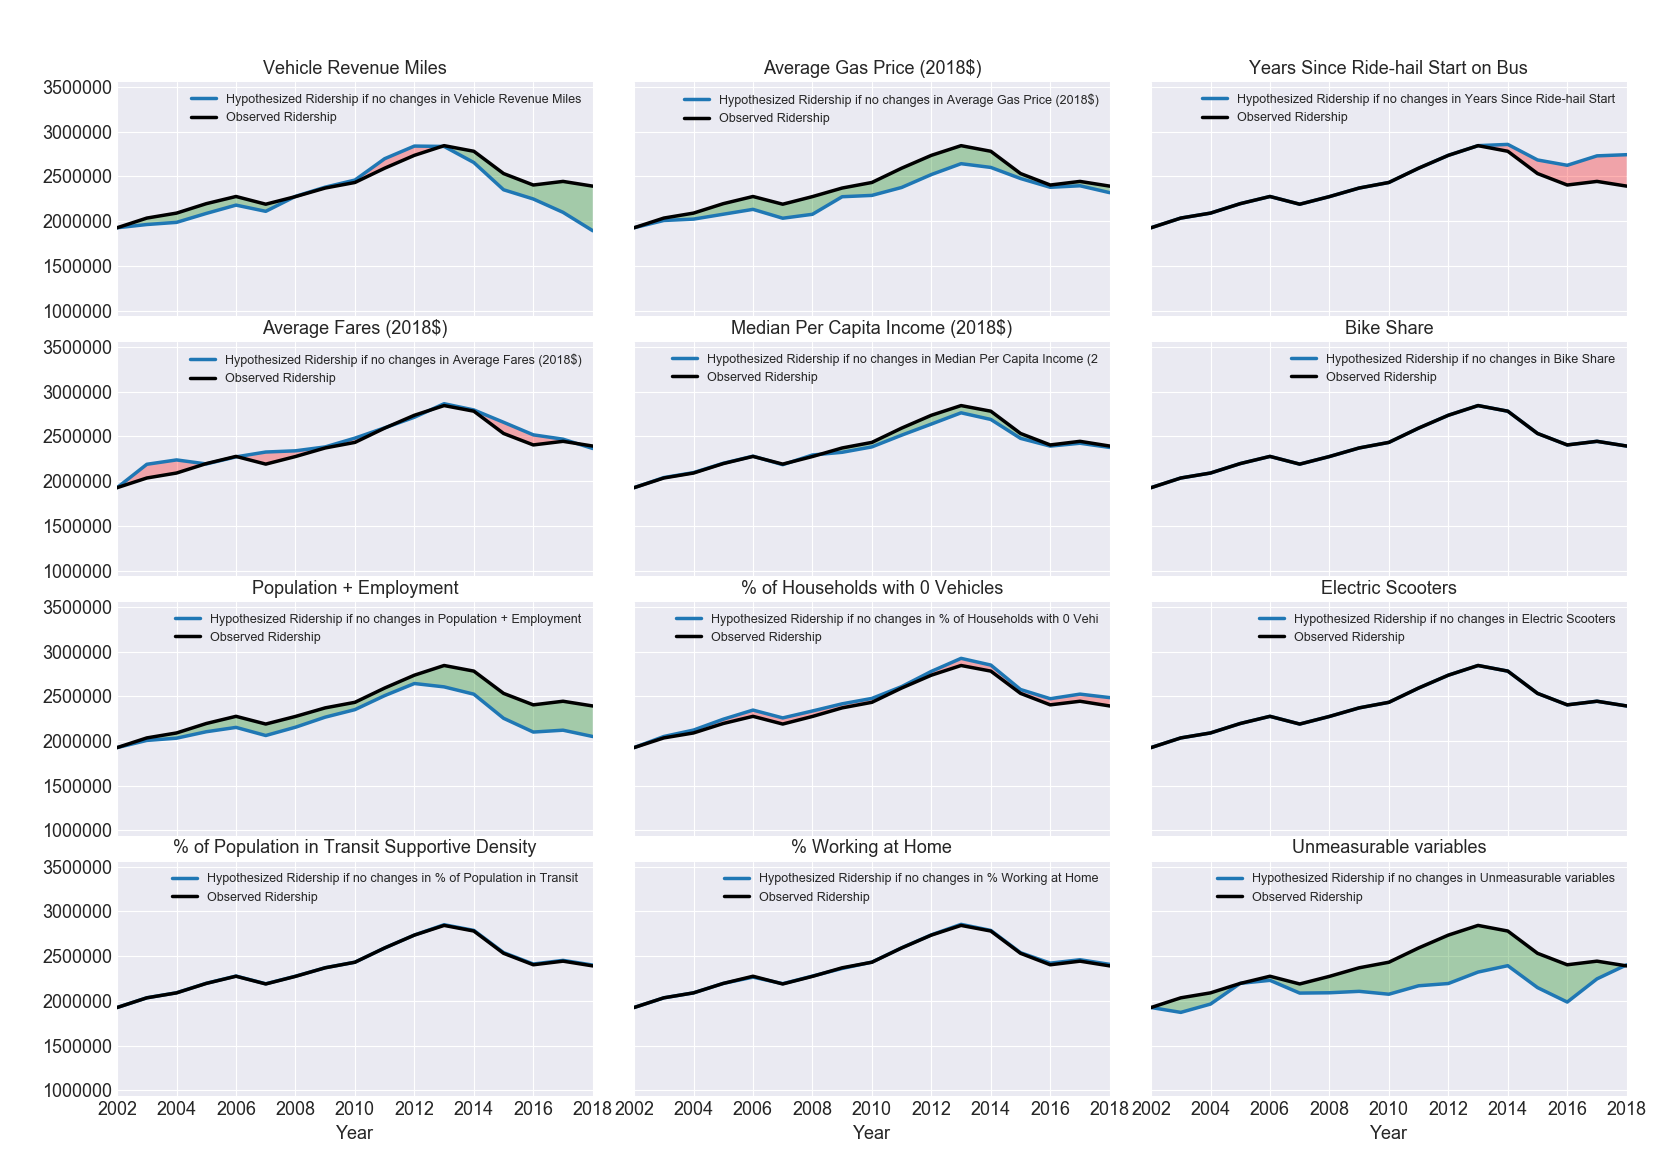 Vehicle Revenue Miles
Average Gas Price (2018$)
Years Since Ride-hail Start on Bus
3500000
3000000
2500000
2000000
1500000
1000000
Hypothesized Ridership if no changes in Vehicle Revenue Miles
Observed Ridership
Hypothesized Ridership if no changes in Average Gas Price (2018$)
Observed Ridership
Hypothesized Ridership if no changes in Years Since Ride-hail Start
Observed Ridership
Average Fares (2018$)
Median Per Capita Income (2018$)
Bike Share
3500000
3000000
2500000
2000000
1500000
1000000
Hypothesized Ridership if no changes in Average Fares (2018$)
Observed Ridership
Hypothesized Ridership if no changes in Median Per Capita Income (2
Observed Ridership
Hypothesized Ridership if no changes in Bike Share
Observed Ridership
Population + Employment
% of Households with 0 Vehicles
Electric Scooters
3500000
3000000
2500000
2000000
1500000
1000000
Hypothesized Ridership if no changes in Population + Employment
Observed Ridership
Hypothesized Ridership if no changes in % of Households with 0 Vehi
Observed Ridership
Hypothesized Ridership if no changes in Electric Scooters
Observed Ridership
% of Population in Transit Supportive Density
% Working at Home
Unmeasurable variables
3500000
3000000
2500000
2000000
1500000
1000000
Hypothesized Ridership if no changes in % of Population in Transit
Observed Ridership
Hypothesized Ridership if no changes in % Working at Home
Observed Ridership
Hypothesized Ridership if no changes in Unmeasurable variables
Observed Ridership
2002 2004 2006 2008 2010 2012 2014 2016 2018
2002 2004 2006 2008 2010 2012 2014 2016 2018
2002 2004 2006 2008 2010 2012 2014 2016 2018
Year
Year
Year